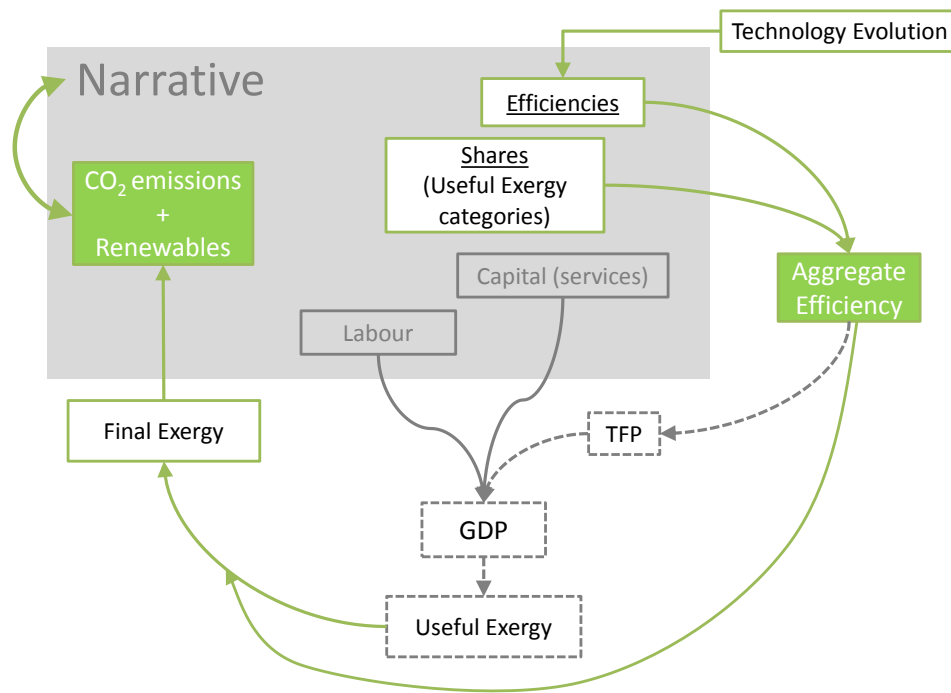 Technology Evolution
Narrative
Efficiencies
Shares
(Useful Exergy
categories)
CO₂ emissions
+
Renewables
Aggregate
Efficiency
Capital (services)
Labour
Final Exergy
TFP
GDP
Useful Exergy